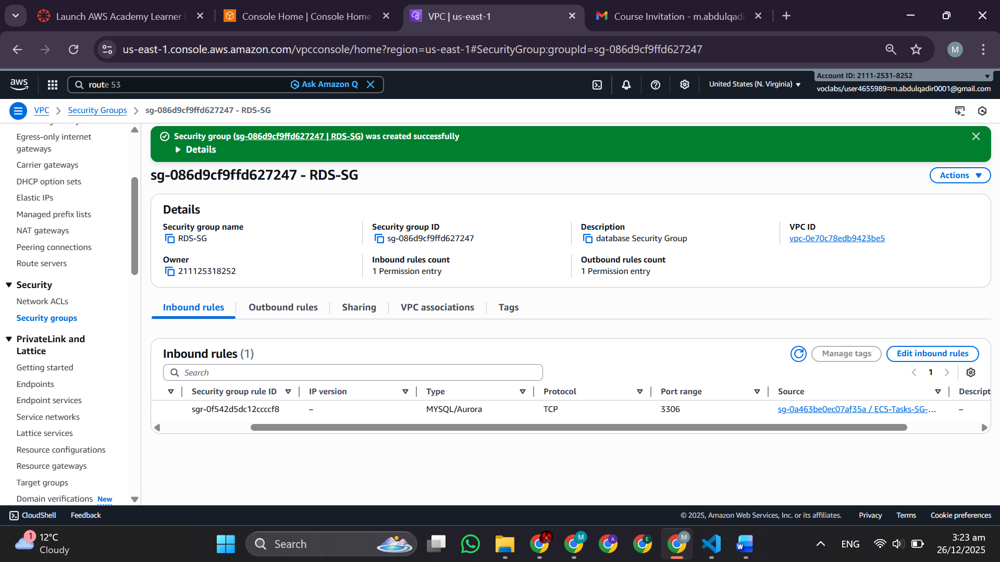 Launch AWS Academy Learner
Console Home | Console Home
VPC | us-east-1
Course Invitation - m.abdulqadi
us-east-1.console.aws.amazon.com/vpcconsole/home?region=us-east-1#SecurityGroup:groupId=sg-086d9cf9ffd627247
M
aws
route 53
Ask Amazon Q
United States (N. Virginia)
Account ID: 2111-2531-8252
voclabs/user4655989=m.abdulqadir0001@gmail.com
VPC
Security Groups
sg-086d9cf9ffd627247 - RDS-SG
Egress-only internet
gateways
Carrier gateways
DHCP option sets
Elastic IPs
Managed prefix lists
NAT gateways
Peering connections
Route servers
Security
Network ACLs
Security groups
PrivateLink and
Lattice
Getting started
Endpoints
Endpoint services
Service networks
Lattice services
Resource configurations
Resource gateways
Target groups
Domain verifications New
Security group (sg-086d9cf9ffd627247 | RDS-SG) was created successfully
Details
sg-086d9cf9ffd627247 - RDS-SG
Actions
Details
Security group name
RDS-SG
Security group ID
sg-086d9cf9ffd627247
Description
database Security Group
VPC ID
vpc-0e70c78edb9423be5
Owner
211125318252
Inbound rules count
1 Permission entry
Outbound rules count
1 Permission entry
Inbound rules
Outbound rules
Sharing
VPC associations
Tags
Inbound rules (1)
Manage tags
Edit inbound rules
Search
1
Security group rule ID
IP version
Type
Protocol
Port range
Source
Descript
sgr-0f542d5dc12ccccf8
–
MYSQL/Aurora
TCP
3306
sg-0a463be0ec07af35a / ECS-Tasks-SG-...
–
CloudShell
Feedback
© 2025, Amazon Web Services, Inc. or its affiliates.
Privacy
Terms
Cookie preferences
1
12°C
Cloudy
Search
M
A
E
M
W
ENG
3:23 am
26/12/2025